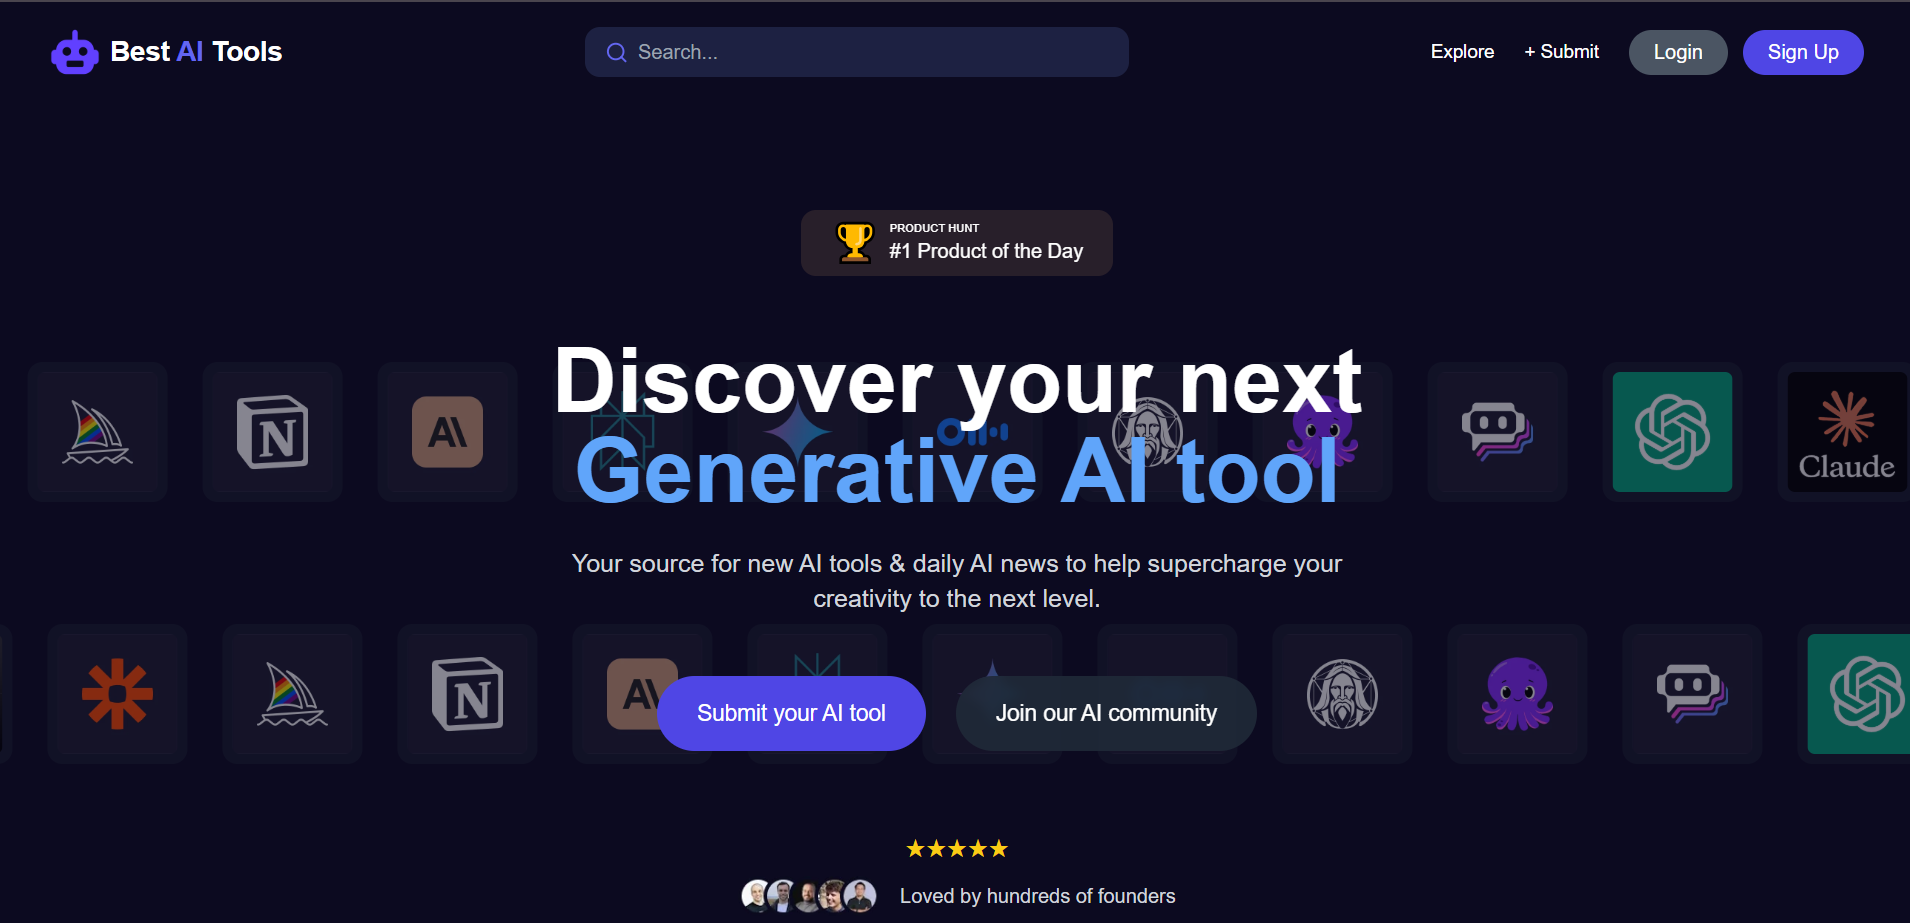 Best AI Tools
Search...
Explore
+ Submit
Login
Sign Up
PRODUCT HUNT
#1 Product of the Day
Discover your next
Generative AI tool
Claude
Your source for new AI tools & daily AI news to help supercharge your
creativity to the next level.
Submit your AI tool
Join our AI community
Loved by hundreds of founders